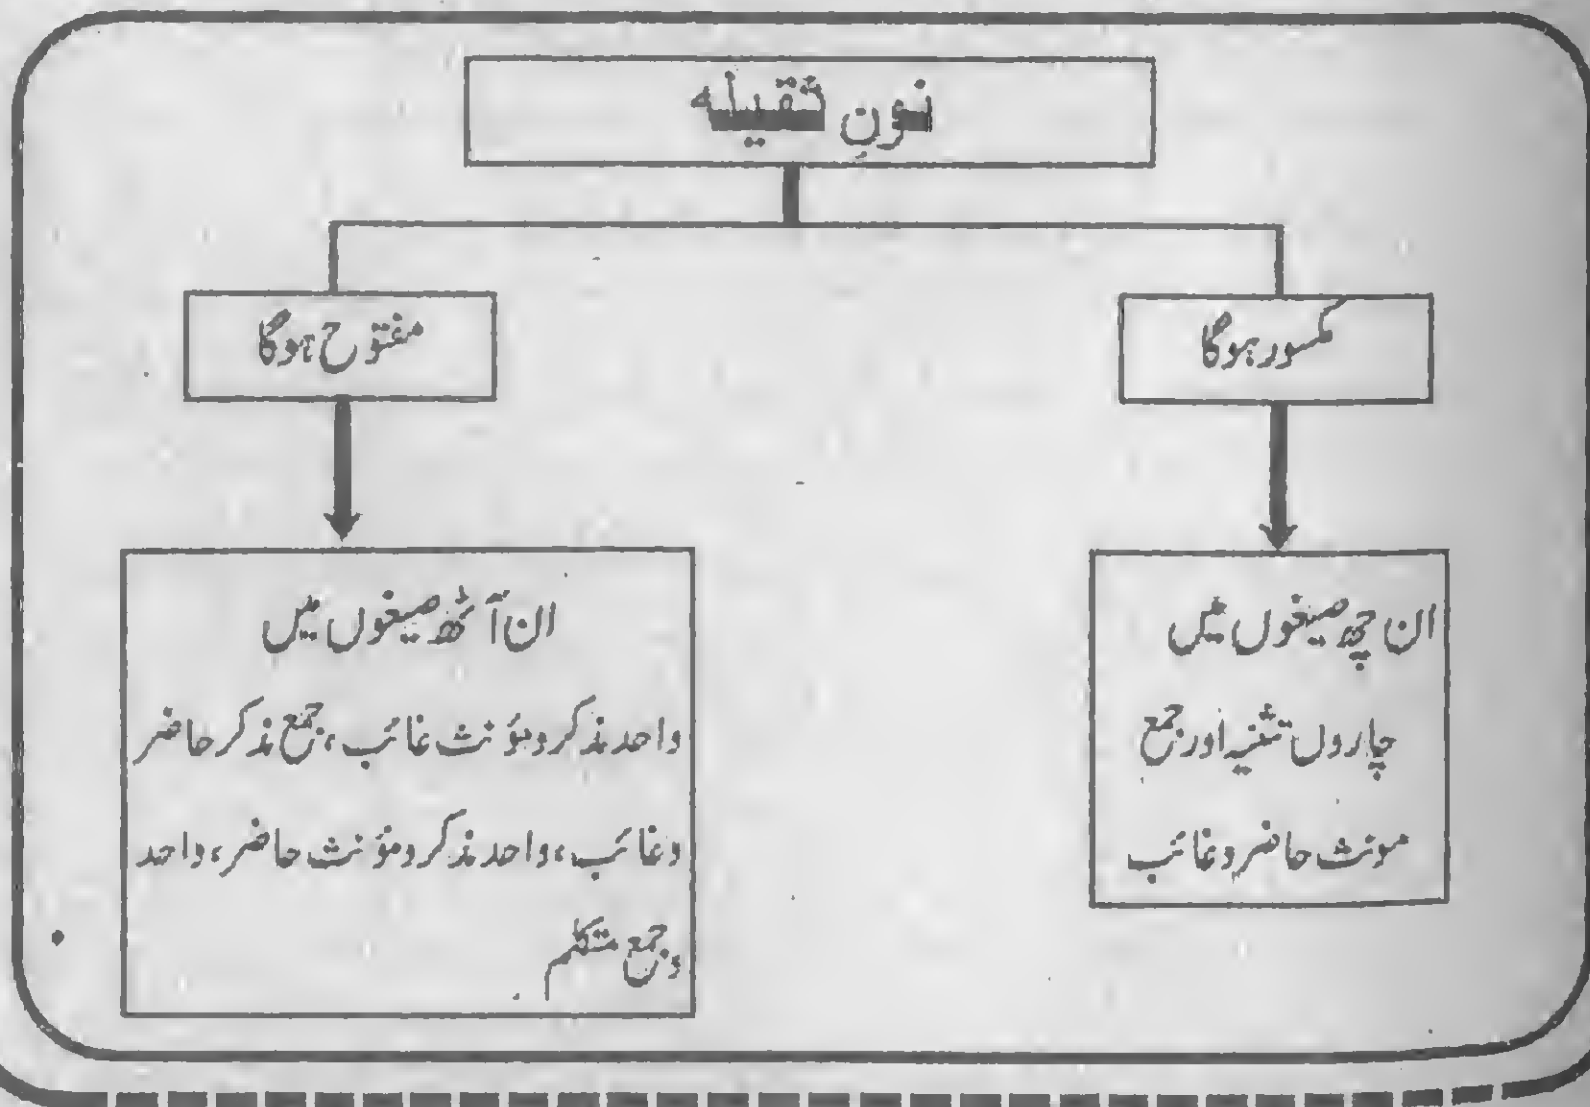 نونِ ثقیلہ
مکسور ہوگا
مفتوح ہوگا
ان چھ صیغوں میں
چاروں تثنیہ اور جمع
مونث حاضر و غائب
ان آٹھ صیغوں میں
واحد مذکر و مؤنث غائب، جمع مذکر حاضر
و غائب، واحد مذکر و مؤنث حاضر، واحد
و جمع متکلم